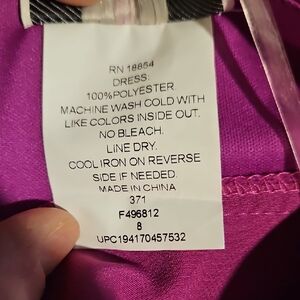 RN 18654
DRESS:
100%POLYESTER
MACHINE WASH COLD WITH
LIKE COLORS INSIDE OUT.
NO BLEACH.
LINE DRY.
COOL IRON ON REVERSE
SIDE IF NEEDED.
MADE IN CHINA
371
F496812
8
UPC194170457532